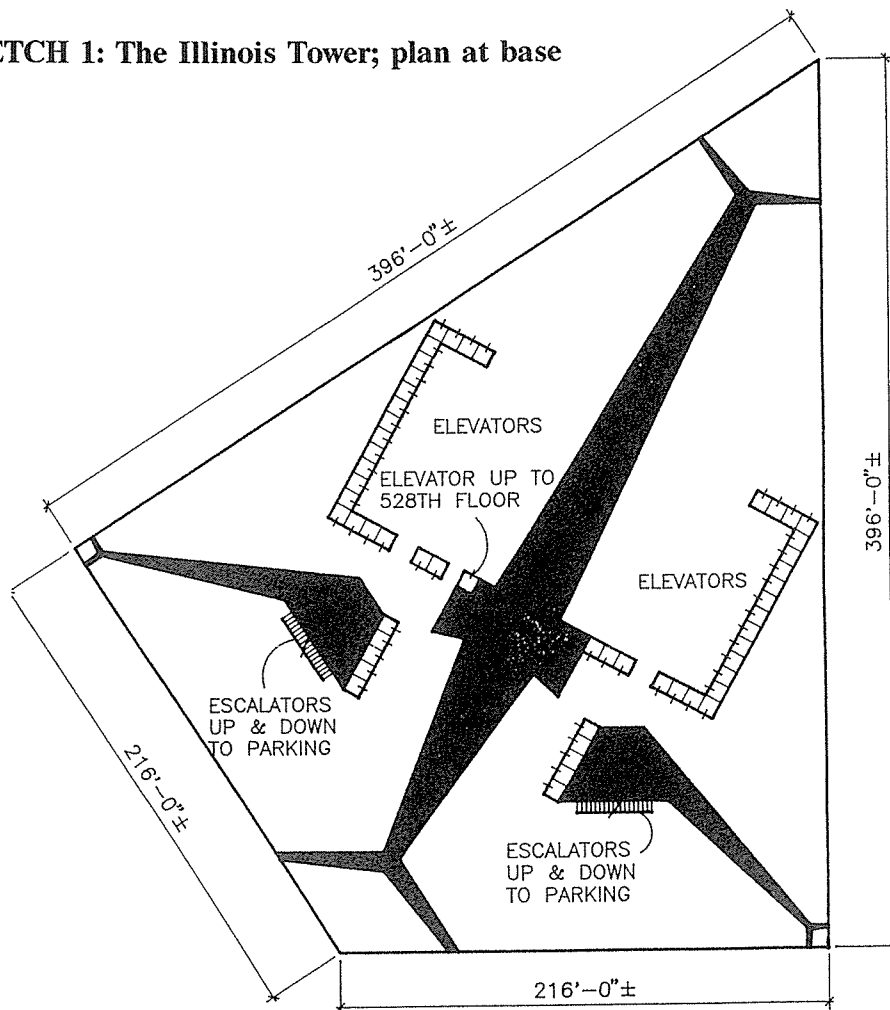 ETCH 1: The Illinois Tower; plan at base
396'-0"±
ELEVATORS
ELEVATOR UP TO
528TH FLOOR
396'-0"±
ELEVATORS
ESCALATORS
UP & DOWN
TO PARKING
216'-0"±
ESCALATORS
UP & DOWN
TO PARKING
216'-0"±